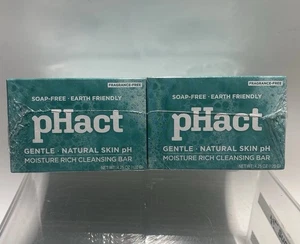 FRAGRANCE-FREE
SOAP-FREE · EARTH FRIENDLY
pHact
GENTLE · NATURAL SKIN pH
MOISTURE RICH CLEANSING BAR
FRAGRANCE-FREE
SOAP-FREE · EARTH FRIENDLY
pHact
GENTLE · NATURAL SKIN pH
MOISTURE RICH CLEANSING BAR